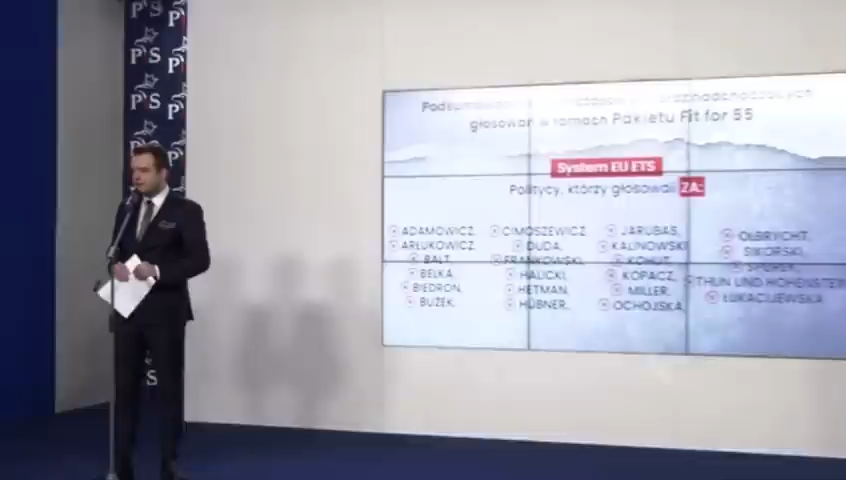 głosowań w ramach Pakietu Fit for 55
System EU ETS
Politycy, którzy głosowali ZA:
ADAMOWICZ, CIMOSZEWICZ JARUBAS, OLBRYCHT,
ARŁUKOWICZ, DUDA, KALINOWSKI SIKORSKI,
BALT, FRANKOWSKI, KOHUT, SPUREK,
BELKA, HALICKI, KOPACZ, THUN UND HOHENSTEIN
BIEDROŃ, HETMAN, MILLER, ŁUKACIJEWSKA
BUZEK, HÜBNER, OCHOJSKA,
PiS
PiS
PiS